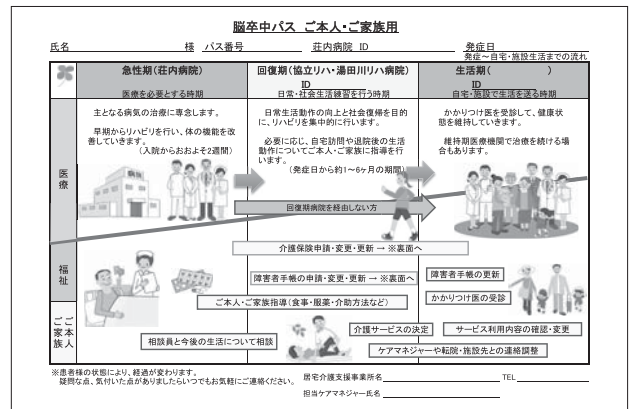 脳卒中パス ご本人・ご家族用
氏名 様 パス番号 荘内病院 ID 発症日
発症~自宅・施設生活までの流れ
急性期(荘内病院)
医療を必要とする時期
回復期(協立リハ・湯田川リハ病院)
ID
日常・社会生活練習を行う時期
生活期( )
ID
自宅・施設で生活を送る時期
医療
主となる病気の治療に専念します。
早期からリハビリを行い、体の機能を改
善していきます。
(入院からおおよそ2週間)
日常生活動作の向上と社会復帰を目的
に、リハビリを集中的に行います。
必要に応じ、自宅訪問や退院後の生活
動作についてご本人・ご家族に指導を行
います。
(発症日から約1~6ヶ月の期間)
かかりつけ医を受診して、健康状
態を維持していきます。
維持期医療機関で治療を続ける場
合もあります。
病院
回復期病院を経由しない方
福祉
介護保険申請・変更・更新 → ※裏面へ
障害者手帳の申請・変更・更新 → ※裏面へ
障害者手帳の更新
ご本人・ご家族指導(食事・服薬・介助方法など)
かかりつけ医の受診
ご本人
ご家族
介護サービスの決定
サービス利用内容の確認・変更
相談員と今後の生活について相談
ケアマネジャーや転院・施設先との連絡調整
※患者様の状態により、経過が変わります。
疑問な点、気付いた点がありましたらいつでもお気軽にご連絡ください。
居宅介護支援事業所名 TEL
担当ケアマネジャー氏名